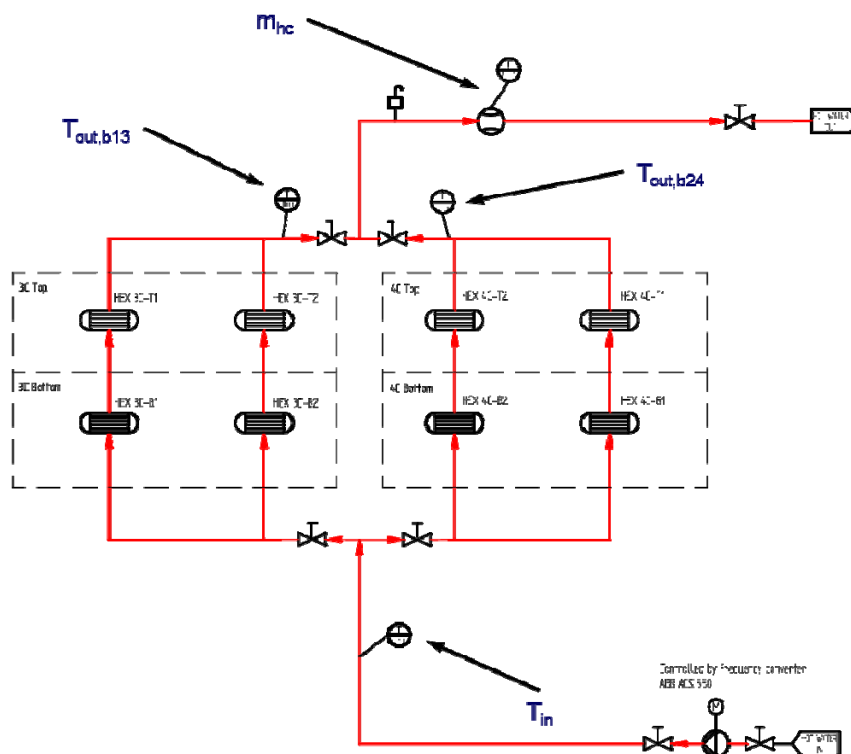 m_hc
T_out,b13
T_out,b24
3C Top
HEX 3C-T1
HEX 3C-T2
4C Top
HEX 4C-T2
HEX 4C-T1
3C Bottom
HEX 3C-B1
HEX 3C-B2
4C Bottom
HEX 4C-B2
HEX 4C-B1
T_in
Controlled by frequency converter
ABB ACS 550
M